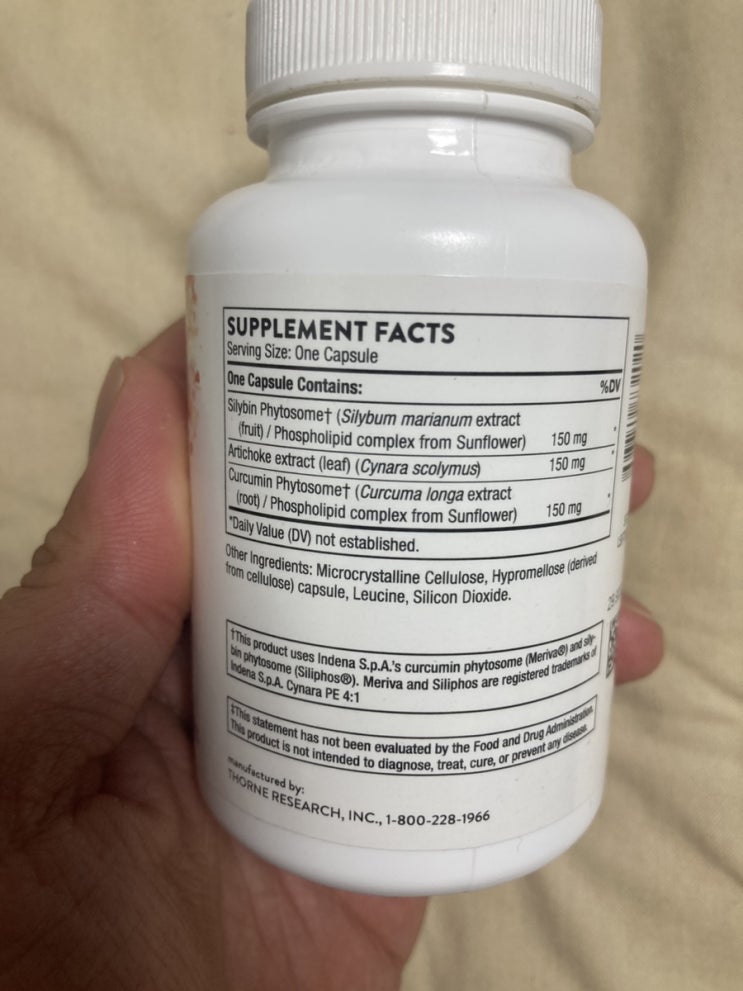 SUPPLEMENT FACTS
Serving Size: One Capsule
One Capsule Contains: %DV
Silybin Phytosome† (Silybum marianum extract
(fruit) / Phospholipid complex from Sunflower) 150 mg *
Artichoke extract (leaf) (Cynara scolymus) 150 mg *
Curcumin Phytosome† (Curcuma longa extract
(root) / Phospholipid complex from Sunflower) 150 mg *
*Daily Value (DV) not established.
Other Ingredients: Microcrystalline Cellulose, Hypromellose (derived
from cellulose) capsule, Leucine, Silicon Dioxide.
†This product uses Indena S.p.A.'s curcumin phytosome (Meriva®) and sily-
bin phytosome (Siliphos®). Meriva and Siliphos are registered trademarks of
Indena S.p.A. Cynara PE 4:1
‡This statement has not been evaluated by the Food and Drug Administration.
This product is not intended to diagnose, treat, cure, or prevent any disease.
manufactured by:
THORNE RESEARCH, INC., 1-800-228-1966